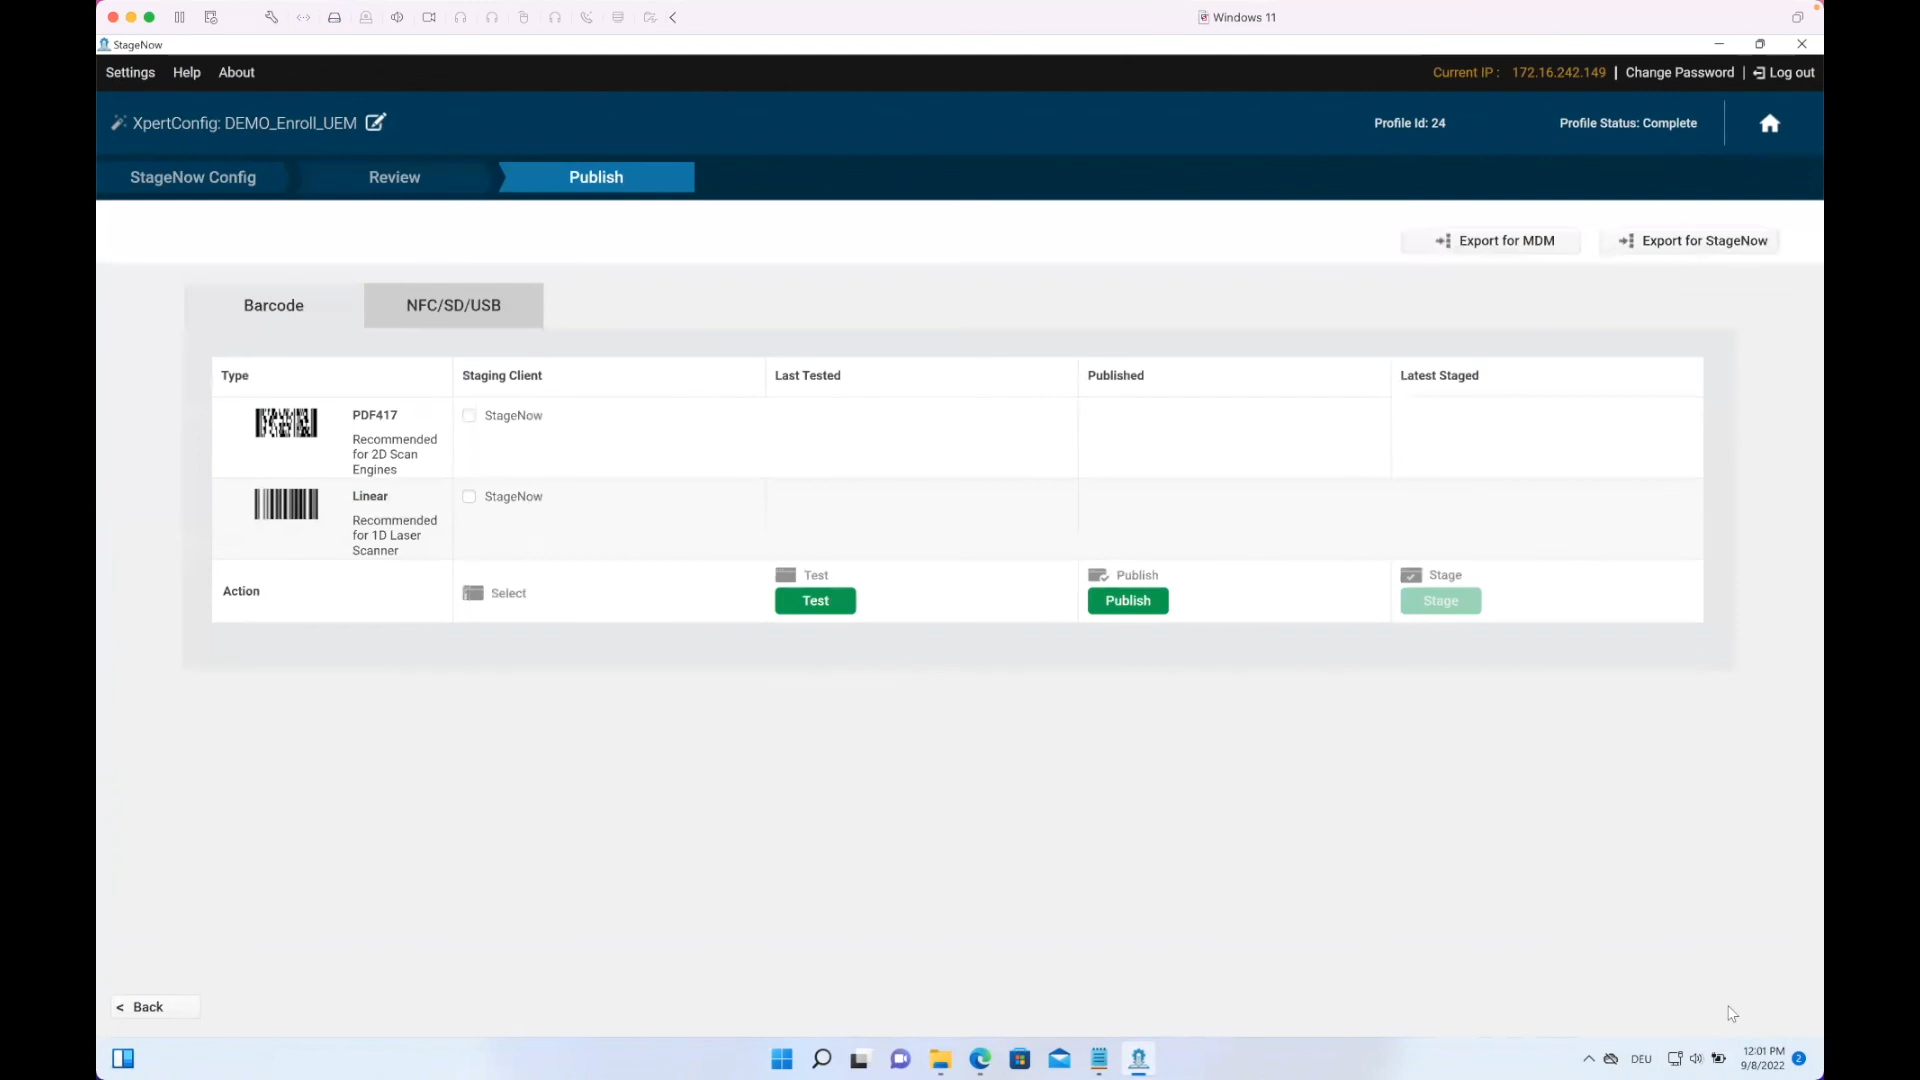 Windows 11
StageNow
Settings Help About
Current IP : 172.16.242.149 | Change Password | Log out
XpertConfig: DEMO_Enroll_UEM
Profile Id: 24
Profile Status: Complete
StageNow Config
Review
Publish
Export for MDM
Export for StageNow
Barcode
NFC/SD/USB
Type
Staging Client
Last Tested
Published
Latest Staged
PDF417
StageNow
Recommended
for 2D Scan
Engines
Linear
StageNow
Recommended
for 1D Laser
Scanner
Action
Select
Test
Test
Publish
Publish
Stage
Stage
< Back
DEU
12:01 PM
9/8/2022
2